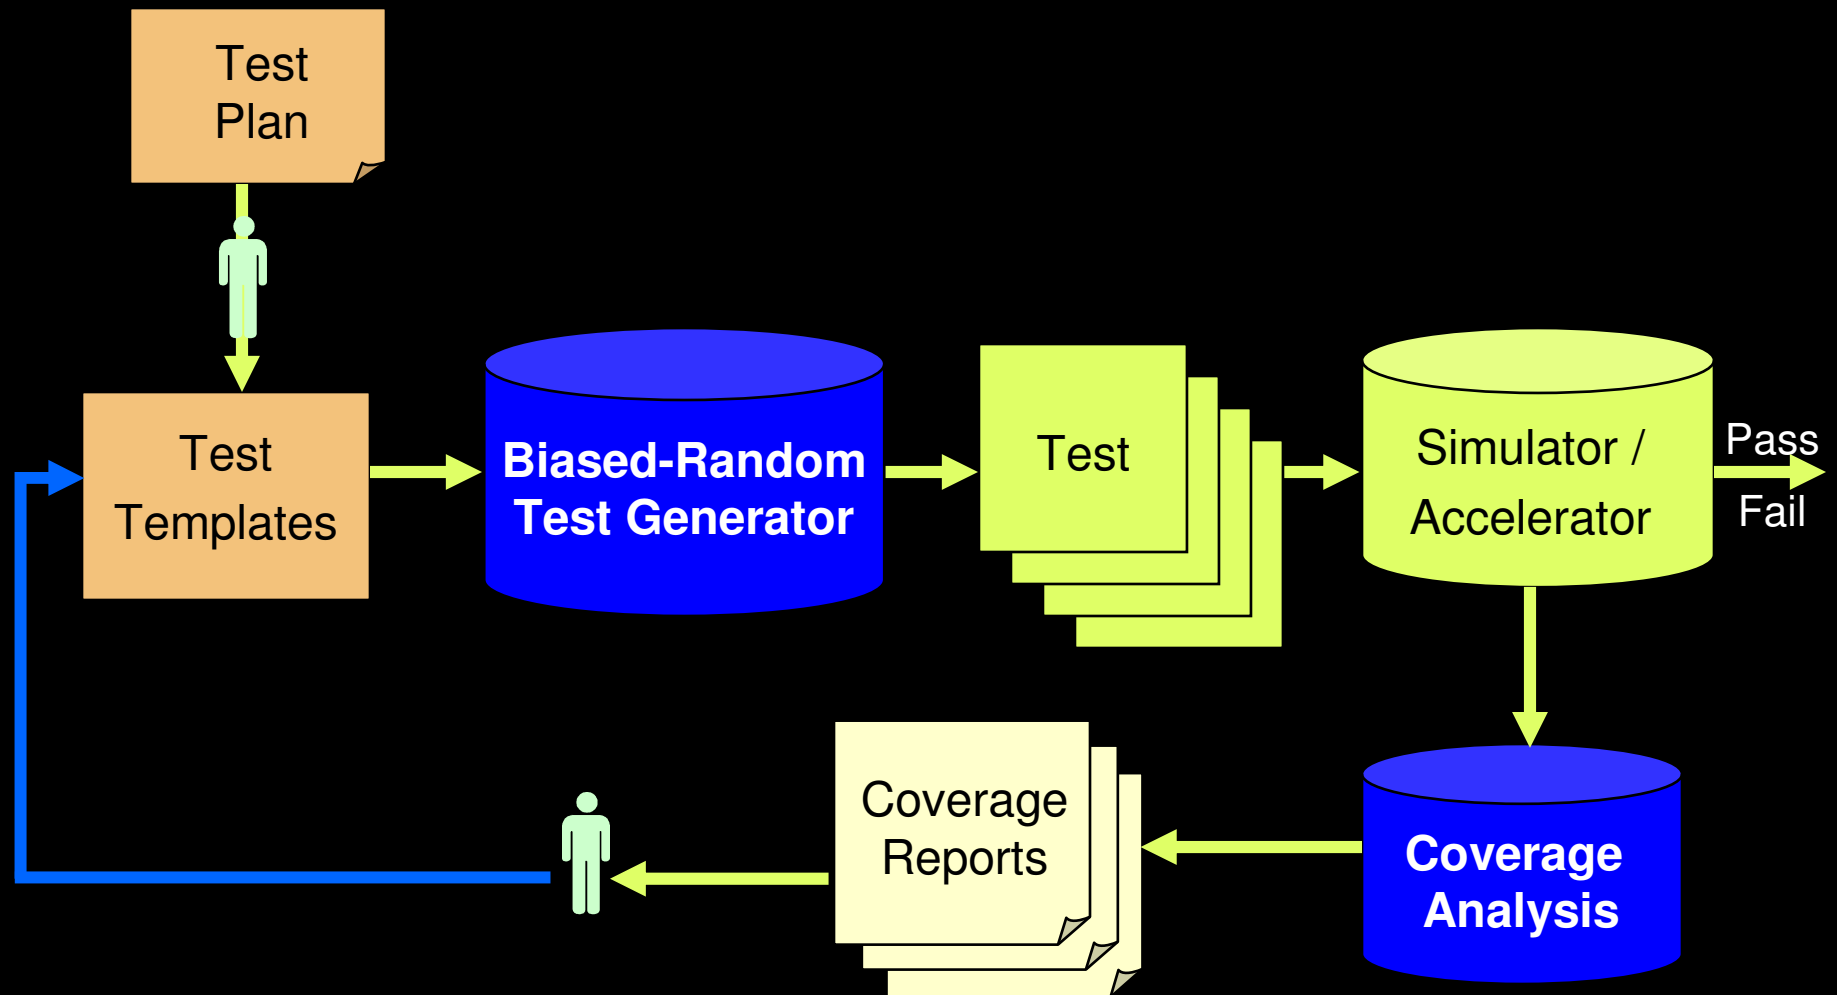 Test
Plan
Test
Templates
Biased-Random
Test Generator
Test
Simulator /
Accelerator
Pass
Fail
Coverage
Reports
Coverage
Analysis